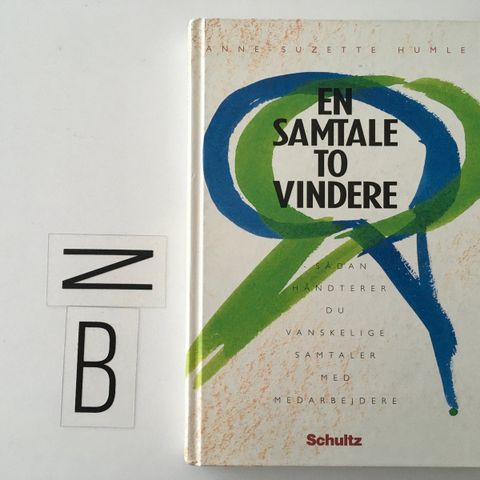 ANNE SUZETTE HUMLE
EN
SAMTALE
TO
VINDERE
- SÅDAN
HÅNDTERER
DU
VANSKELIGE
SAMTALER
MED
MEDARBEJDERE
Schultz
Z
B